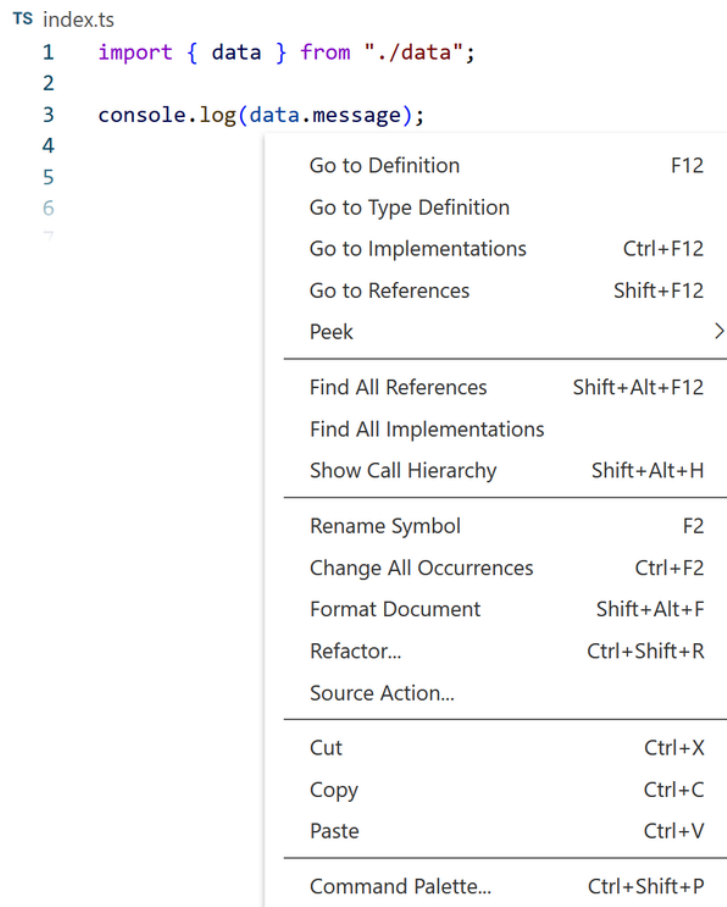 TS index.ts
1 import { data } from "./data";
2
3 console.log(data.message);
4
5
6
7
Go to Definition F12
Go to Type Definition
Go to Implementations Ctrl+F12
Go to References Shift+F12
Peek >
Find All References Shift+Alt+F12
Find All Implementations
Show Call Hierarchy Shift+Alt+H
Rename Symbol F2
Change All Occurrences Ctrl+F2
Format Document Shift+Alt+F
Refactor... Ctrl+Shift+R
Source Action...
Cut Ctrl+X
Copy Ctrl+C
Paste Ctrl+V
Command Palette... Ctrl+Shift+P